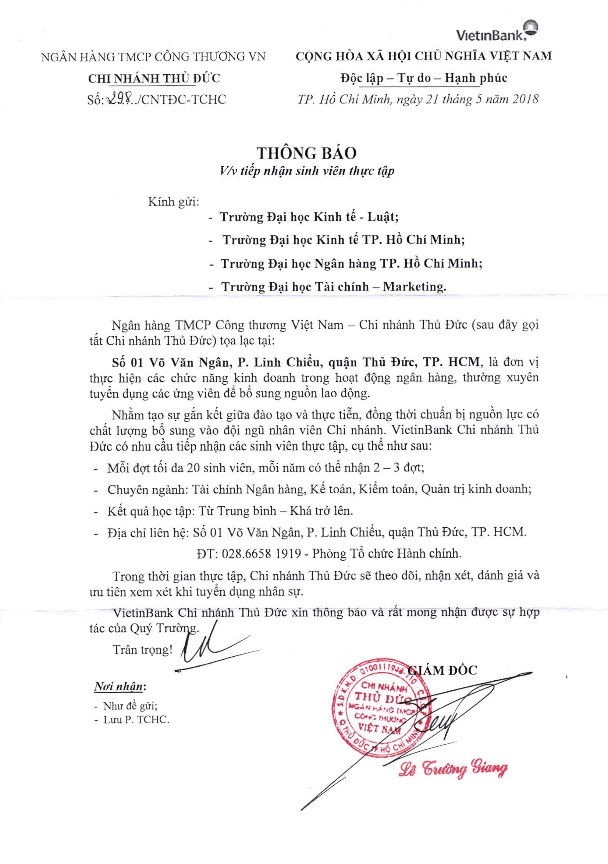 VietinBank
NGÂN HÀNG TMCP CÔNG THƯƠNG VN
CHI NHÁNH THỦ ĐỨC
Số: 298./CNTĐC-TCHC
CỘNG HÒA XÃ HỘI CHỦ NGHĨA VIỆT NAM
Độc lập – Tự do – Hạnh phúc
TP. Hồ Chí Minh, ngày 21 tháng 5 năm 2018
THÔNG BÁO
V/v tiếp nhận sinh viên thực tập
Kính gửi:
- Trường Đại học Kinh tế - Luật;
- Trường Đại học Kinh tế TP. Hồ Chí Minh;
- Trường Đại học Ngân hàng TP. Hồ Chí Minh;
- Trường Đại học Tài chính – Marketing.
Ngân hàng TMCP Công thương Việt Nam – Chi nhánh Thủ Đức (sau đây gọi
tắt Chi nhánh Thủ Đức) tọa lạc tại:
Số 01 Võ Văn Ngân, P. Linh Chiểu, quận Thủ Đức, TP. HCM, là đơn vị
thực hiện các chức năng kinh doanh trong hoạt động ngân hàng, thường xuyên
tuyển dụng các ứng viên để bổ sung nguồn lao động.
Nhằm tạo sự gắn kết giữa đào tạo và thực tiễn, đồng thời chuẩn bị nguồn lực có
chất lượng bổ sung vào đội ngũ nhân viên Chi nhánh. VietinBank Chi nhánh Thủ
Đức có nhu cầu tiếp nhận các sinh viên thực tập, cụ thể như sau:
- Mỗi đợt tối đa 20 sinh viên, mỗi năm có thể nhận 2 – 3 đợt;
- Chuyên ngành: Tài chính Ngân hàng, Kế toán, Kiểm toán, Quản trị kinh doanh;
- Kết quả học tập: Từ Trung bình – Khá trở lên.
- Địa chỉ liên hệ: Số 01 Võ Văn Ngân, P. Linh Chiểu, quận Thủ Đức, TP. HCM.
ĐT: 028.6658 1919 - Phòng Tổ chức Hành chính.
Trong thời gian thực tập, Chi nhánh Thủ Đức sẽ theo dõi, nhận xét, đánh giá và
ưu tiên xem xét khi tuyển dụng nhân sự.
VietinBank Chi nhánh Thủ Đức xin thông báo và rất mong nhận được sự hợp
tác của Quý Trường.
Trân trọng!
Nơi nhận:
- Như đề gửi;
- Lưu P. TCHC.
GIÁM ĐỐC
CHI NHÁNH
THỦ ĐỨC
NGÂN HÀNG TMCP
CÔNG THƯƠNG
VIỆT NAM
Q THỦ ĐỨC TP HỒ CHÍ MINH
Lê Trường Giang